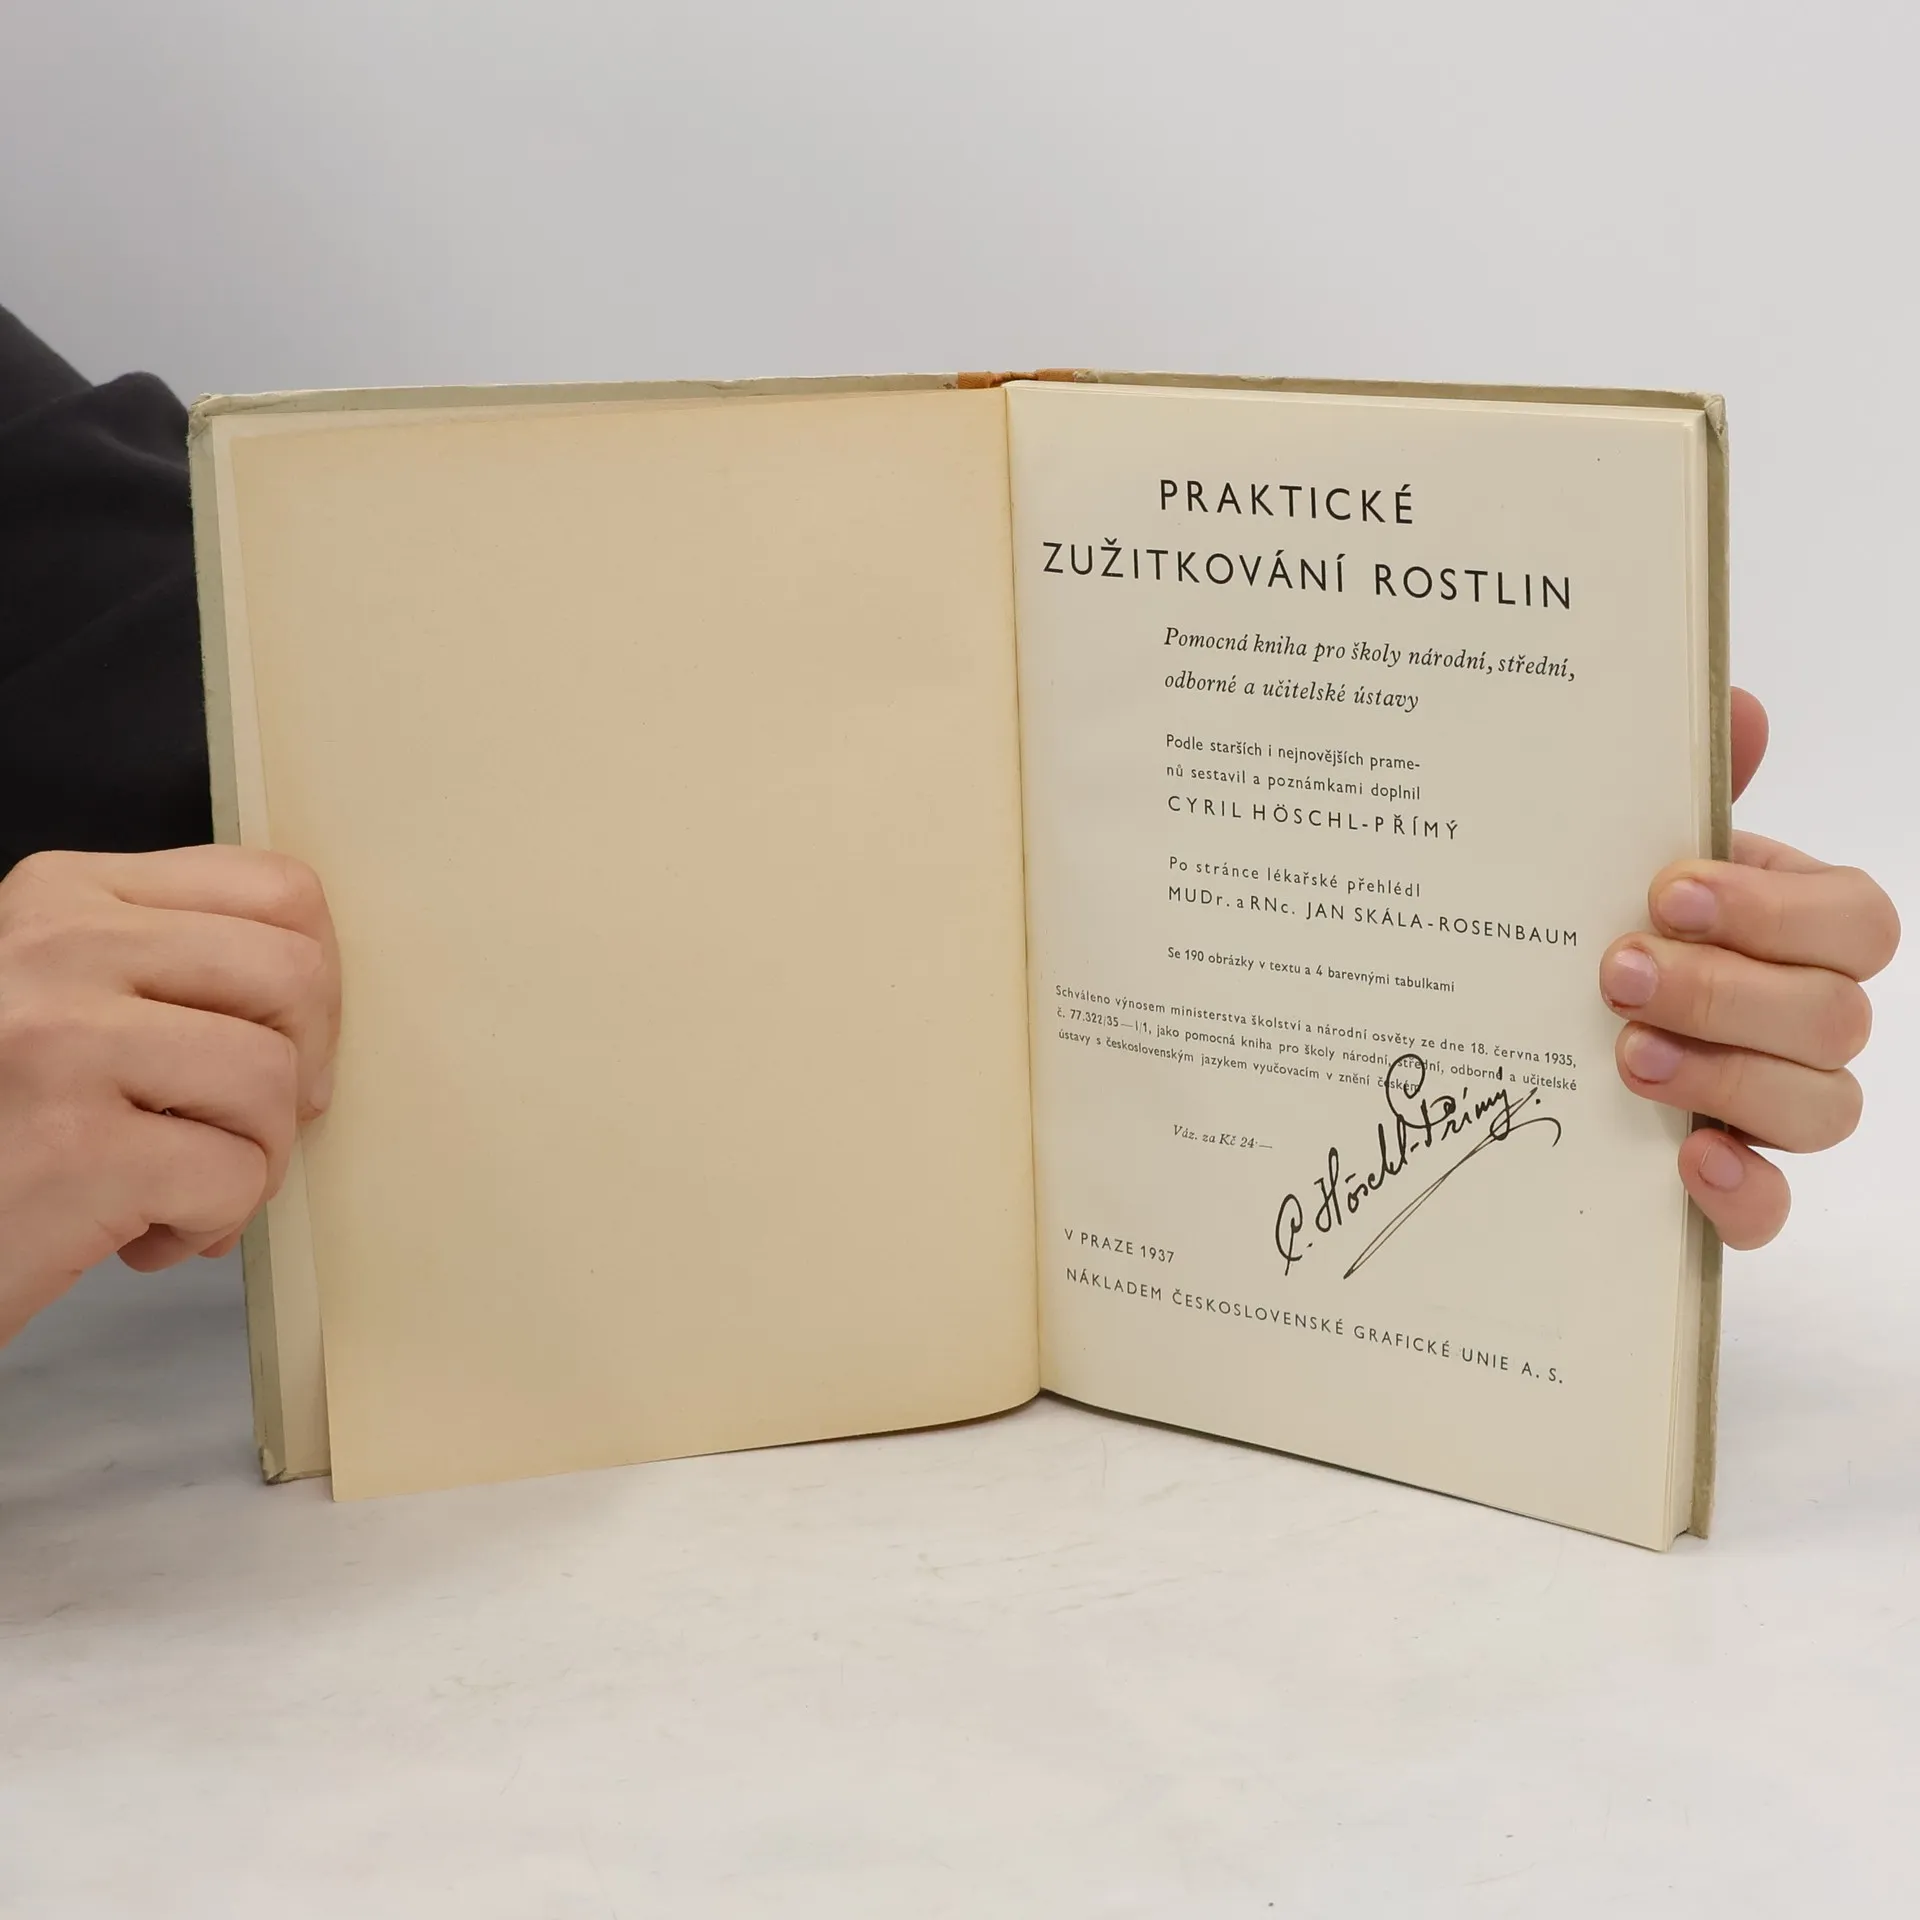 PRAKTICKÉ
ZUŽITKOVÁNÍ ROSTLIN
Pomocná kniha pro školy národní, střední,
odborné a učitelské ústavy
Podle starších i nejnovějších prame-
nů sestavil a poznámkami doplnil
CYRIL HÖSCHL-PŘÍMÝ
Po stránce lékařské přehlédl
MUDr. a RNc. JAN SKÁLA-ROSENBAUM
Se 190 obrázky v textu a 4 barevnými tabulkami
Schváleno výnosem ministerstva školství a národní osvěty ze dne 18. června 1935,
č. 77.322/35—I/1, jako pomocná kniha pro školy národní, střední, odborné a učitelské
ústavy s československým jazykem vyučovacím v znění českém
Váz. za Kč 24·—
C. Höschl-Přímý.
V PRAZE 1937
NÁKLADEM ČESKOSLOVENSKÉ GRAFICKÉ UNIE A. S.